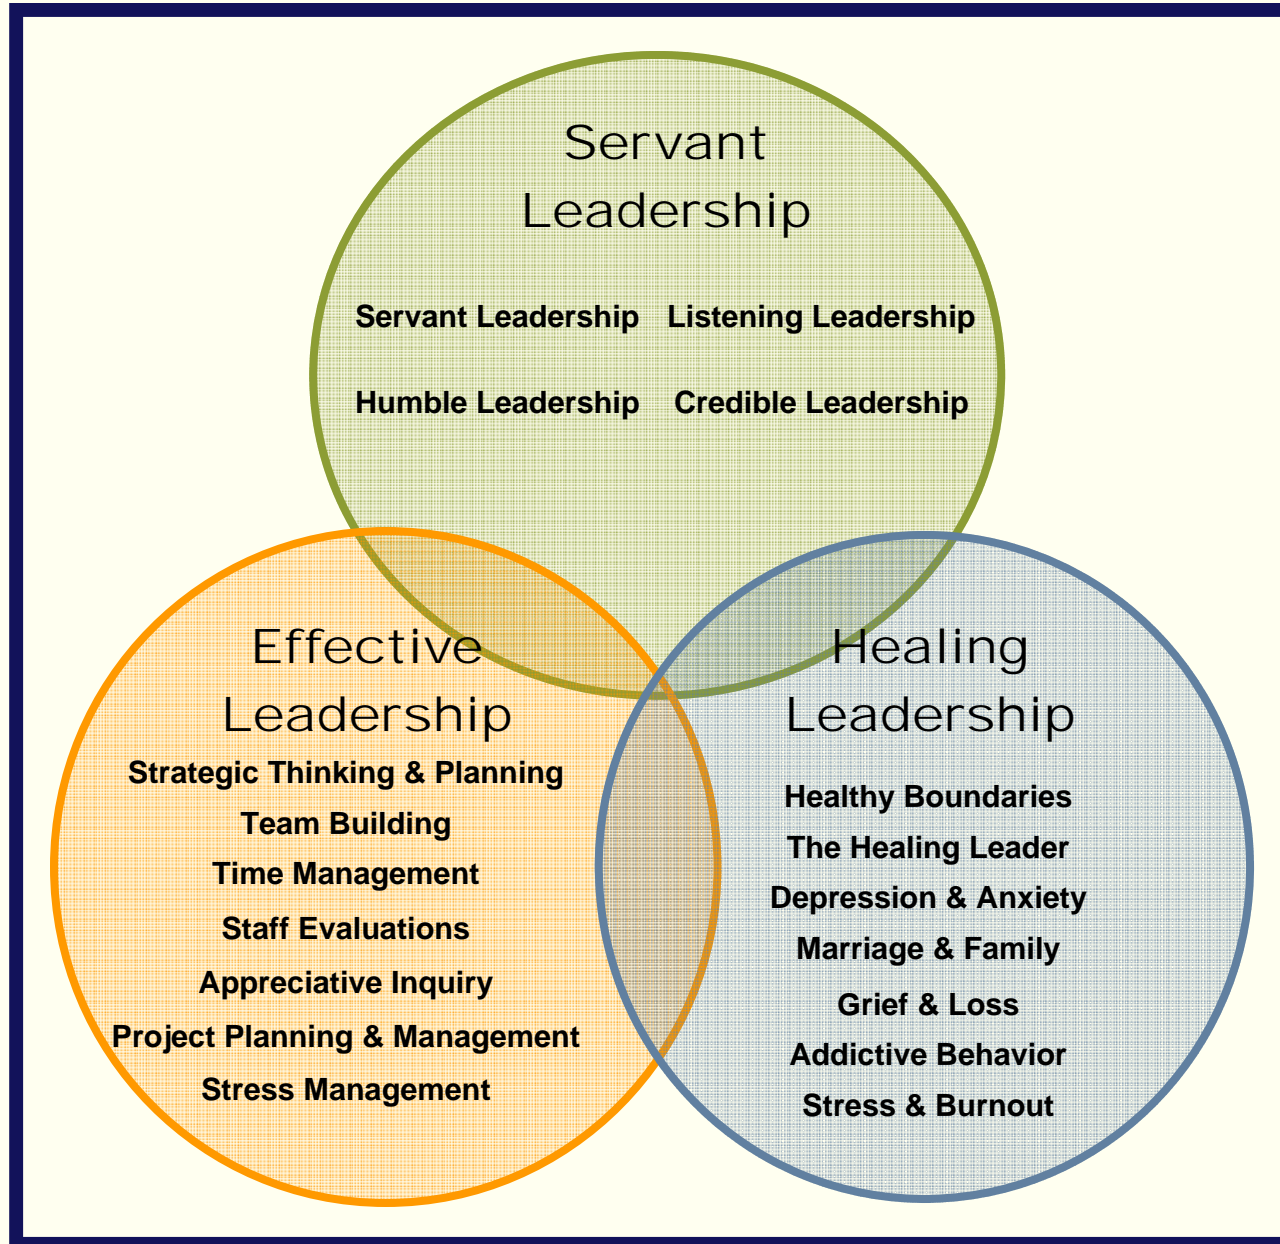 Servant
Leadership
Servant Leadership Listening Leadership
Humble Leadership Credible Leadership
Effective
Leadership
Strategic Thinking & Planning
Team Building
Time Management
Staff Evaluations
Appreciative Inquiry
Project Planning & Management
Stress Management
Healing
Leadership
Healthy Boundaries
The Healing Leader
Depression & Anxiety
Marriage & Family
Grief & Loss
Addictive Behavior
Stress & Burnout